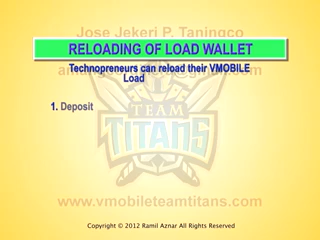 Jose Jekeri P. Taningco
RELOADING OF LOAD WALLET
Technopreneurs can reload their VMOBILE
Load
1. Deposit
TEAM
TITANS
www.vmobileteamtitans.com
Copyright © 2012 Ramil Aznar All Rights Reserved